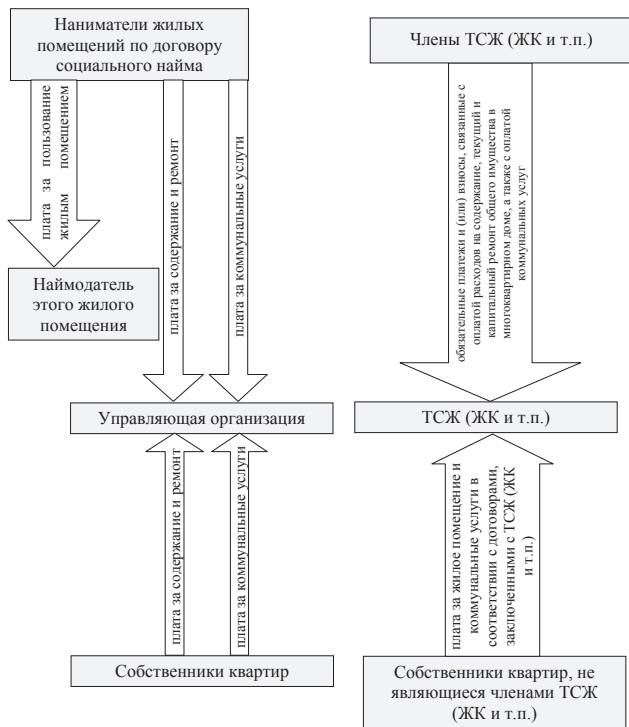 Наниматели жилых
помещений по договору
социального найма
плата за пользование
жилым помещением
плата за содержание и ремонт
плата за коммунальные услуги
Наймодатель
этого жилого
помещения
Управляющая организация
плата за содержание и ремонт
плата за коммунальные услуги
Собственники квартир
Члены ТСЖ (ЖК и т.п.)
обязательные платежи и (или) взносы, связанные с
оплатой расходов на содержание, текущий и
капитальный ремонт общего имущества в
многоквартирном доме, а также с оплатой
коммунальных услуг
ТСЖ (ЖК и т.п.)
плата за жилое помещение и
коммунальные услуги в
соответствии с договорами,
заключенными с ТСЖ (ЖК
и т.п.)
Собственники квартир, не
являющиеся членами ТСЖ
(ЖК и т.п.)